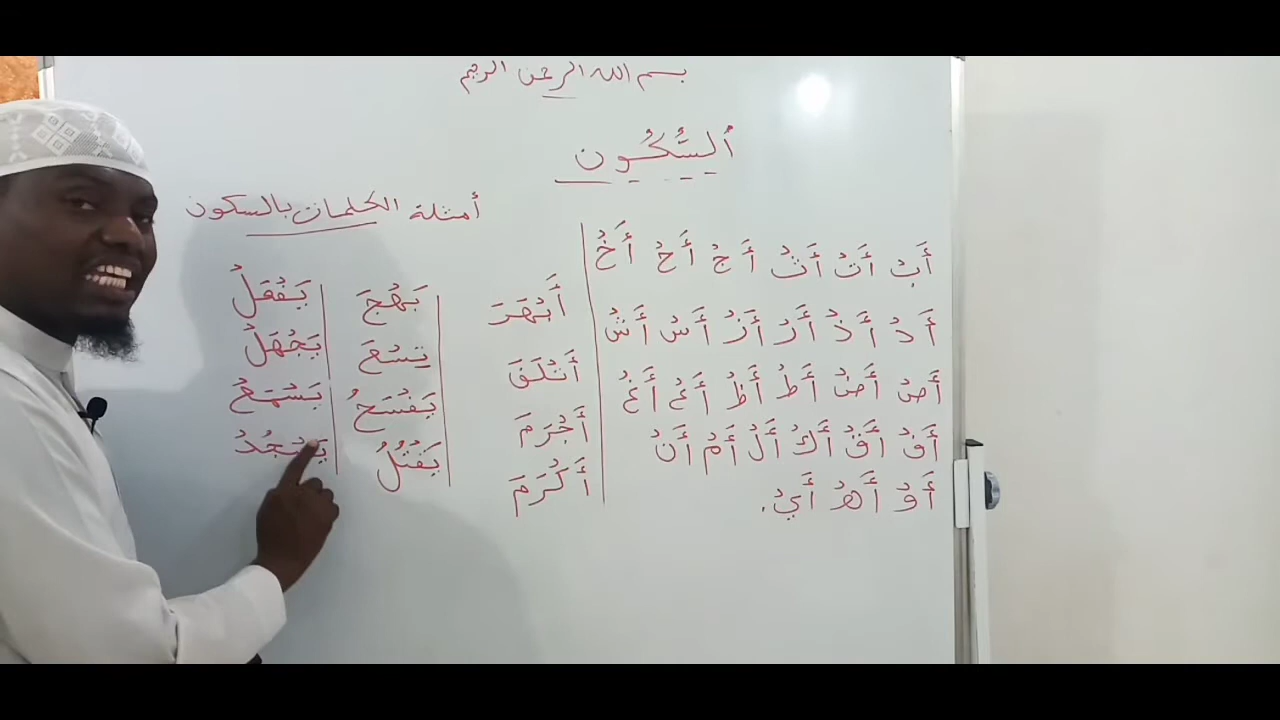 بسم الله الرحمن الرحيم
اَلسُّكُون
أَبْ أَتْ أَثْ أَجْ أَحْ أَخْ
أَدْ أَذْ أَرْ أَزْ أَسْ أَشْ
أَصْ أَضْ أَطْ أَظْ أَعْ أَغْ
أَفْ أَقْ أَكْ أَلْ أَمْ أَنْ
أَوْ أَهْ أَيْ.
أمثلة الكلمات بالسكون
أَبْهَرَ
أَتْلَفَ
أَجْرَمَ
أَكْرَمَ
بَهْجَ
تِسْعَ
يَفْسَحُ
يَقْتُلُ
يَجْهَلُ
يَسْمَعُ